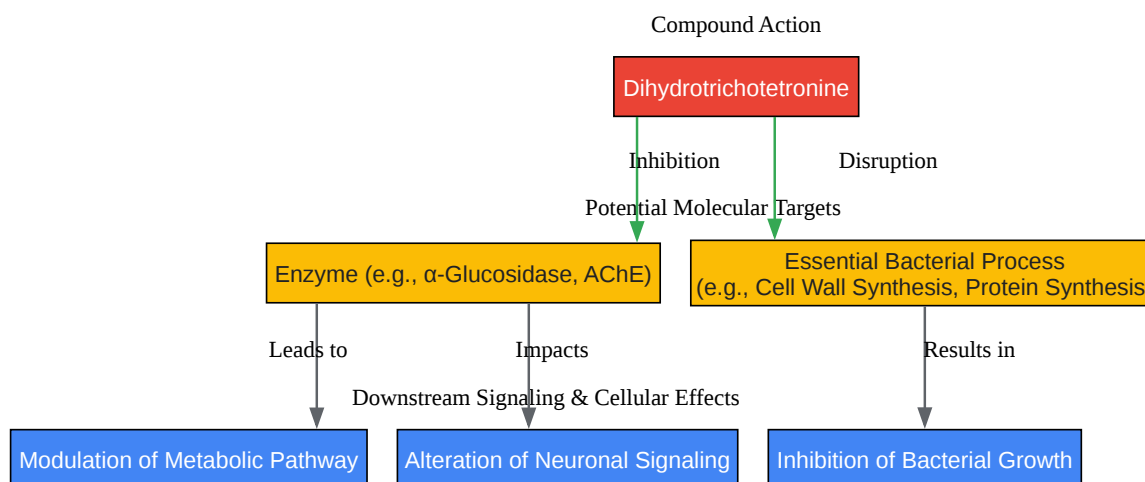 Compound Action
Dihydrotrichotetronine
Inhibition
Disruption
Potential Molecular Targets
Enzyme (e.g., α-Glucosidase, AChE)
Essential Bacterial Process
(e.g., Cell Wall Synthesis, Protein Synthesis
Leads to
Impacts
Results in
Downstream Signaling & Cellular Effects
Modulation of Metabolic Pathway
Alteration of Neuronal Signaling
Inhibition of Bacterial Growth